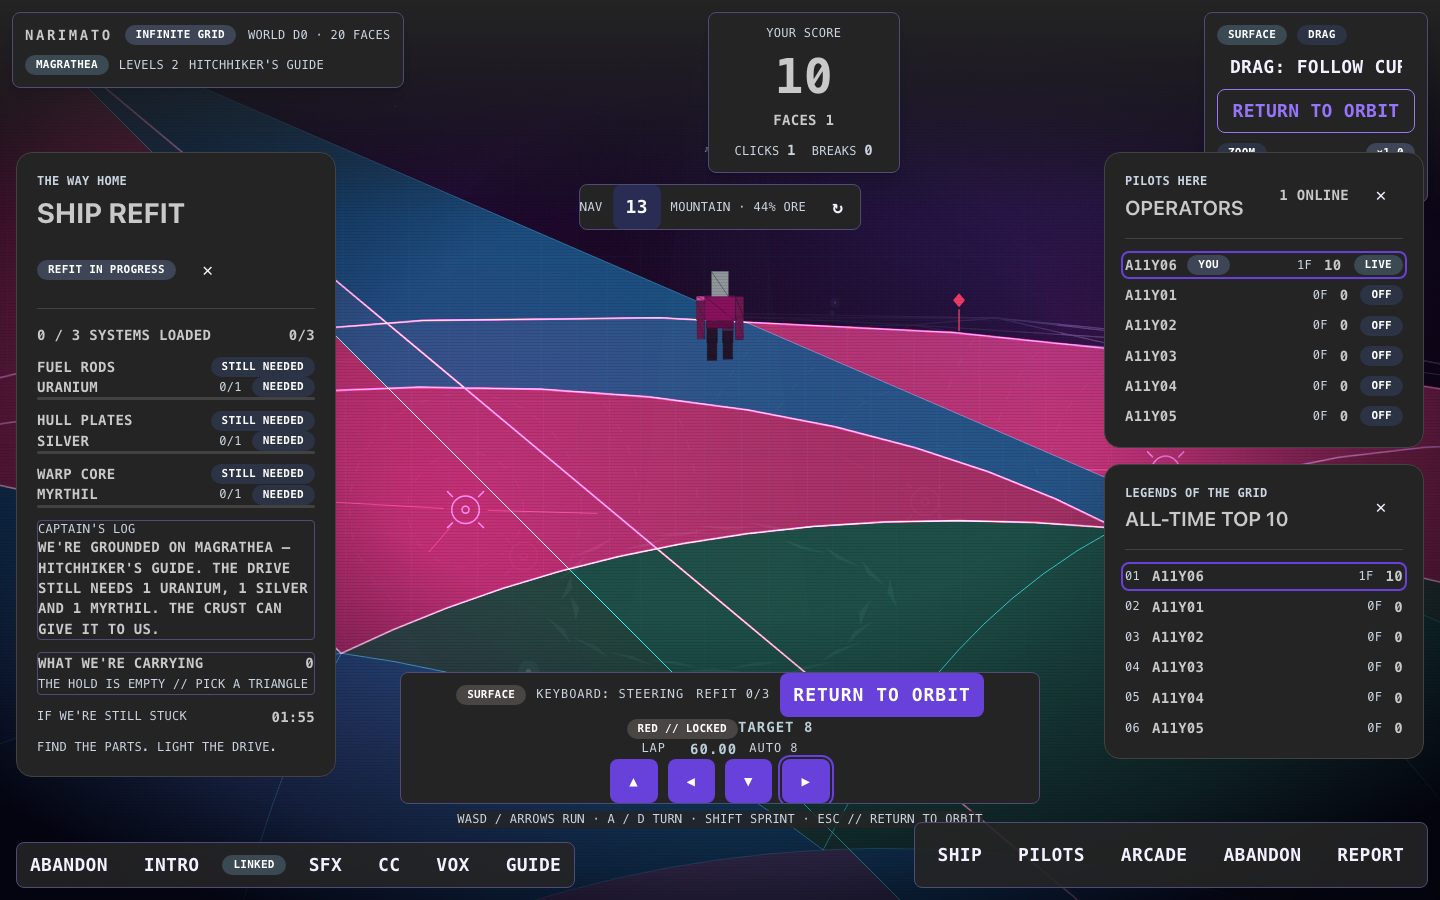 NARIMATO INFINITE GRID WORLD D0 · 20 FACES
MAGRATHEA LEVELS 2 HITCHHIKER'S GUIDE
YOUR SCORE
10
FACES 1
CLICKS 1 BREAKS 0
SURFACE DRAG
DRAG: FOLLOW
RETURN TO ORBIT
NAV 13 MOUNTAIN · 44% ORE ↻
THE WAY HOME
SHIP REFIT
REFIT IN PROGRESS ×
0 / 3 SYSTEMS LOADED 0/3
FUEL RODS STILL NEEDED
URANIUM 0/1 NEEDED
HULL PLATES STILL NEEDED
SILVER 0/1 NEEDED
WARP CORE STILL NEEDED
MYRTHIL 0/1 NEEDED
CAPTAIN'S LOG
WE'RE GROUNDED ON MAGRATHEA —
HITCHHIKER'S GUIDE. THE DRIVE
STILL NEEDS 1 URANIUM, 1 SILVER
AND 1 MYRTHIL. THE CRUST CAN
GIVE IT TO US.
WHAT WE'RE CARRYING 0
THE HOLD IS EMPTY // PICK A TRIANGLE
IF WE'RE STILL STUCK 01:55
FIND THE PARTS. LIGHT THE DRIVE.
PILOTS HERE
OPERATORS 1 ONLINE ×
A11Y06 YOU 1F 10 LIVE
A11Y01 0F 0 OFF
A11Y02 0F 0 OFF
A11Y03 0F 0 OFF
A11Y04 0F 0 OFF
A11Y05 0F 0 OFF
LEGENDS OF THE GRID
ALL-TIME TOP 10 ×
01 A11Y06 1F 10
02 A11Y01 0F 0
03 A11Y02 0F 0
04 A11Y03 0F 0
05 A11Y04 0F 0
06 A11Y05 0F 0
SURFACE KEYBOARD: STEERING REFIT 0/3 RETURN TO ORBIT
RED // LOCKED TARGET 8
LAP 60.00 AUTO 8
▲ ◀ ▼ ▶
WASD / ARROWS RUN · A / D TURN · SHIFT SPRINT · ESC // RETURN TO ORBIT
ABANDON INTRO LINKED SFX CC VOX GUIDE
SHIP PILOTS ARCADE ABANDON REPORT